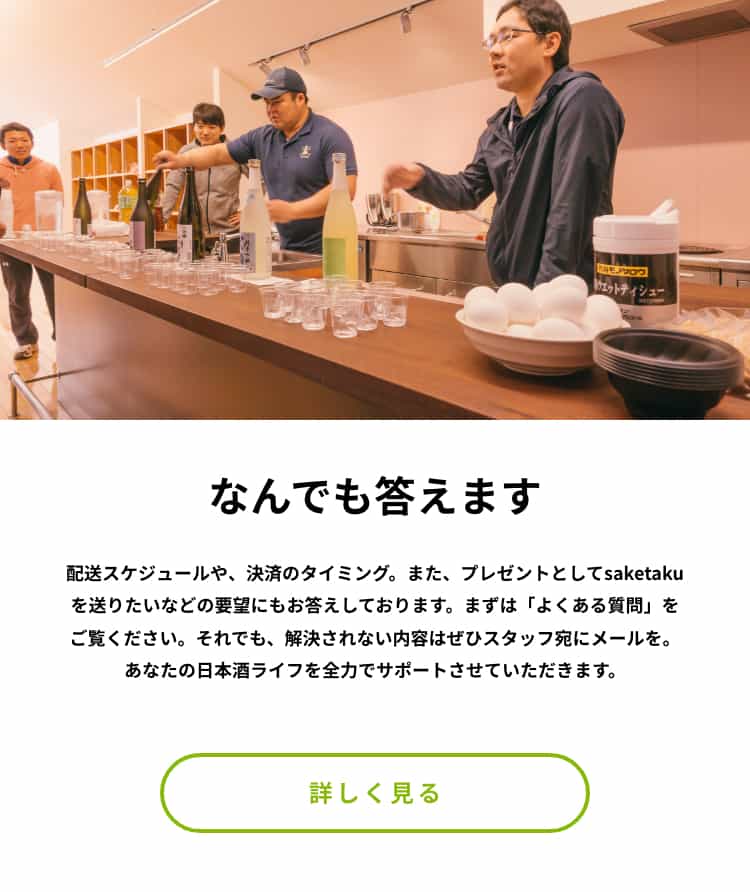 ウエットティシュー
なんでも答えます
配送スケジュールや、決済のタイミング。また、プレゼントとしてsaketaku
を送りたいなどの要望にもお答えしております。まずは「よくある質問」を
ご覧ください。それでも、解決されない内容はぜひスタッフ宛にメールを。
あなたの日本酒ライフを全力でサポートさせていただきます。
詳しく見る